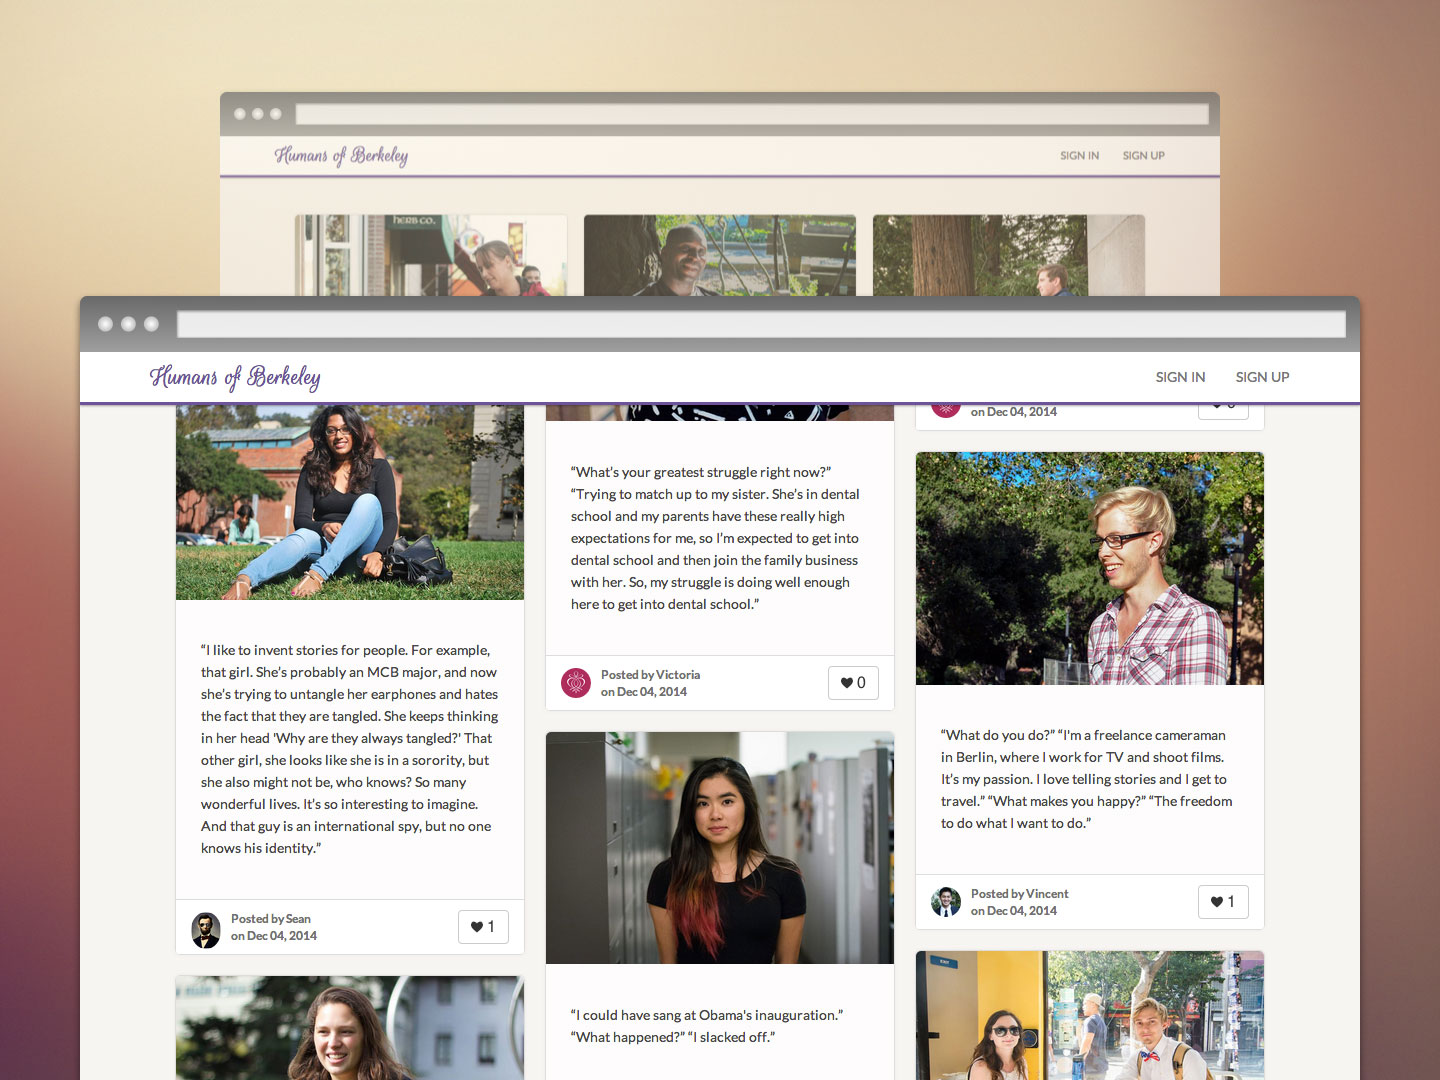 herb co.
Humans of Berkeley
SIGN IN
SIGN UP
Humans of Berkeley
SIGN IN
SIGN UP
“I like to invent stories for people. For example,
that girl. She’s probably an MCB major, and now
she’s trying to untangle her earphones and hates
the fact that they are tangled. She keeps thinking
in her head 'Why are they always tangled?' That
other girl, she looks like she is in a sorority, but
she also might not be, who knows? So many
wonderful lives. It’s so interesting to imagine.
And that guy is an international spy, but no one
knows his identity.”
Posted by Sean
on Dec 04, 2014
1
“What’s your greatest struggle right now?”
“Trying to match up to my sister. She’s in dental
school and my parents have these really high
expectations for me, so I’m expected to get into
dental school and then join the family business
with her. So, my struggle is doing well enough
here to get into dental school.”
Posted by Victoria
on Dec 04, 2014
0
“I could have sang at Obama's inauguration.”
“What happened?” “I slacked off.”
on Dec 04, 2014
“What do you do?” “I'm a freelance cameraman
in Berlin, where I work for TV and shoot films.
It’s my passion. I love telling stories and I get to
travel.” “What makes you happy?” “The freedom
to do what I want to do.”
Posted by Vincent
on Dec 04, 2014
1